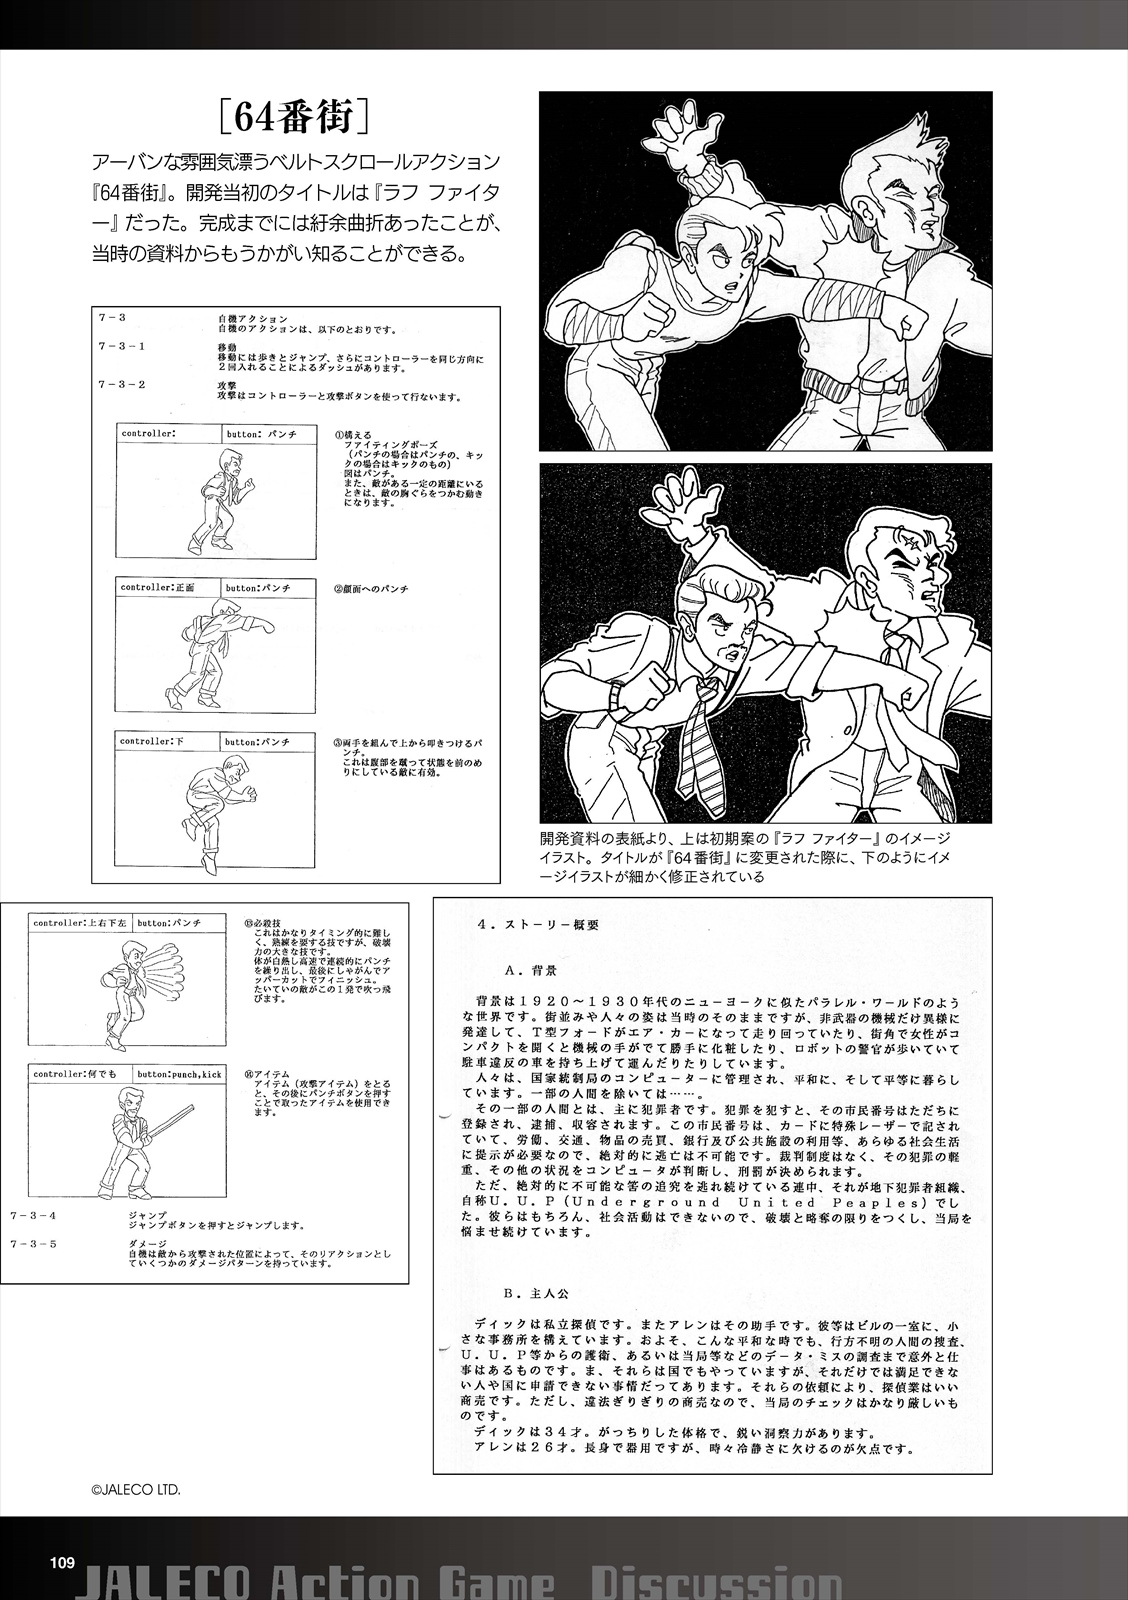 [64番街]
アーバンな雰囲気漂うベルトスクロールアクション
『64番街』。開発当初のタイトルは『ラフ ファイタ
ー』だった。完成までには紆余曲折あったことが、
当時の資料からもうかがい知ることができる。
7－3 自機アクション
自機のアクションは、以下のとおりです。
7－3－1 移動
移動には歩きとジャンプ、さらにコントローラーを同じ方向に
2回入れることによるダッシュがあります。
7－3－2 攻撃
攻撃はコントローラーと攻撃ボタンを使って行ないます。
controller: button: パンチ
①構える
ファイティングポーズ
（パンチの場合はパンチの、キッ
クの場合はキックのもの）
図はパンチ。
また、敵がある一定の距離にいる
ときは、敵の胸ぐらをつかむ動き
になります。
controller:正面 button:パンチ
②顔面へのパンチ
controller:下 button:パンチ
③両手を組んで上から叩きつけるパ
ンチ。
これは腹部を蹴って状態を前のめ
りにしている敵に有効。
開発資料の表紙より、上は初期案の『ラフ ファイター』のイメージ
イラスト。タイトルが『64番街』に変更された際に、下のようにイメ
ージイラストが細かく修正されている
controller:上右下左 button:パンチ
⑬必殺技
これはかなりタイミング的に難し
く、熟練を要する技ですが、破壊
力の大きな技です。
体が白熱し高速で連続的にパンチ
を繰り出し、最後にしゃがんでア
ッパーカットでフィニッシュ。
たいていの敵がこの1発で吹っ飛
びます。
controller:何でも button:punch,kick
⑭アイテム
アイテム（攻撃アイテム）をとる
と、その後にパンチボタンを押す
ことで取ったアイテムを使用でき
ます。
7－3－4 ジャンプ
ジャンプボタンを押すとジャンプします。
7－3－5 ダメージ
自機は敵から攻撃された位置によって、そのリアクションとし
ていくつかのダメージパターンを持っています。
4．ストーリー概要
A．背景
背景は1920～1930年代のニューヨークに似たパラレル・ワールドのよう
な世界です。街並みや人々の姿は当時のそのままですが、非武器の機械だけ異様に
発達して、T型フォードがエア・カーになって走り回っていたり、街角で女性がコ
ンパクトを開くと機械の手がでて勝手に化粧したり、ロボットの警官が歩いていて
駐車違反の車を持ち上げて運んだりたりしています。
人々は、国家統制局のコンピューターに管理され、平和に、そして平等に暮らし
ています。一部の人間を除いては……。
その一部の人間とは、主に犯罪者です。犯罪を犯すと、その市民番号はただちに
登録され、逮捕、収容されます。この市民番号は、カードに特殊レーザーで記され
ていて、労働、交通、物品の売買、銀行及び公共施設の利用等、あらゆる社会生活
に提示が必要なので、絶対的に逃亡は不可能です。裁判制度はなく、その犯罪の軽
重、その他の状況をコンピュータが判断し、刑罰が決められます。
ただ、絶対的に不可能な筈の追究を逃れ続けている連中、それが地下犯罪者組織、
自称U．U．P（Underground United Peaples）でし
た。彼らはもちろん、社会活動はできないので、破壊と略奪の限りをつくし、当局を
悩ませ続けています。
B．主人公
ディックは私立探偵です。またアレンはその助手です。彼等はビルの一室に、小
さな事務所を構えています。およそ、こんな平和な時でも、行方不明の人間の捜査、
U．U．P等からの護衛、あるいは当局等などのデータ・ミスの調査まで意外と仕
事はあるものです。ま、それらは国でもやっていますが、それだけでは満足できな
い人や国に申請できない事情だってあります。それらの依頼により、探偵業はいい
商売です。ただし、違法ぎりぎりの商売なので、当局のチェックはかなり厳しいも
のです。
ディックは34才。がっちりした体格で、鋭い洞察力があります。
アレンは26才。長身で器用ですが、時々冷静さに欠けるのが欠点です。
©JALECO LTD.
109
JALECO Action Game Discussion